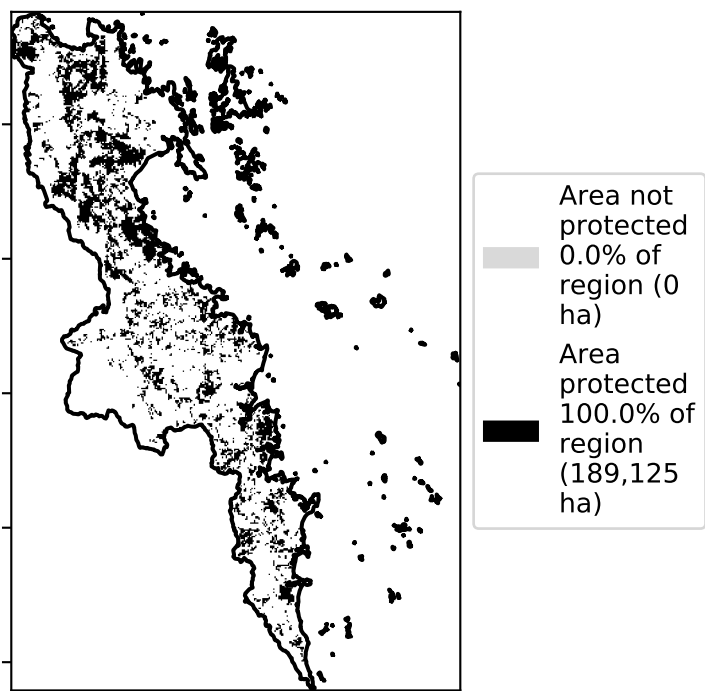 Area not
protected
0.0% of
region (0
ha)
Area
protected
100.0% of
region
(189,125
ha)